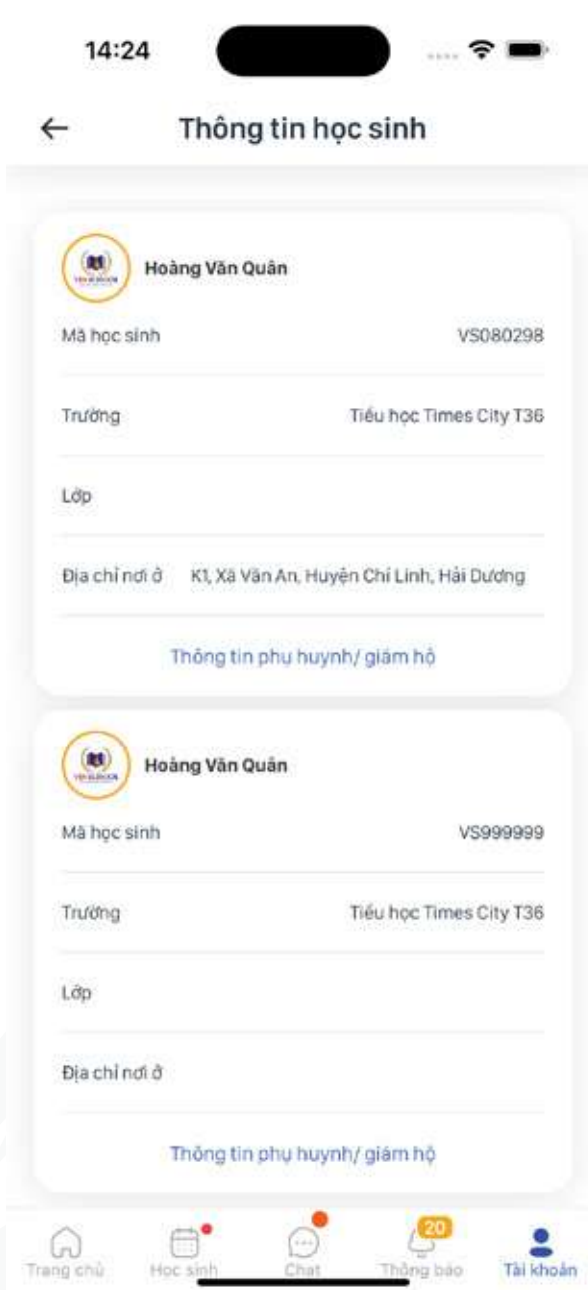 14:24
Thông tin học sinh
Hoàng Văn Quân
Mã học sinh VS080298
Trường Tiểu học Times City T36
Lớp
Địa chỉ nơi ở K1, Xã Văn An, Huyện Chí Linh, Hải Dương
Thông tin phụ huynh/ giám hộ
Hoàng Văn Quân
Mã học sinh VS999999
Trường Tiểu học Times City T36
Lớp
Địa chỉ nơi ở
Thông tin phụ huynh/ giám hộ
20
Trang chủ Học sinh Chat Thông báo Tài khoản